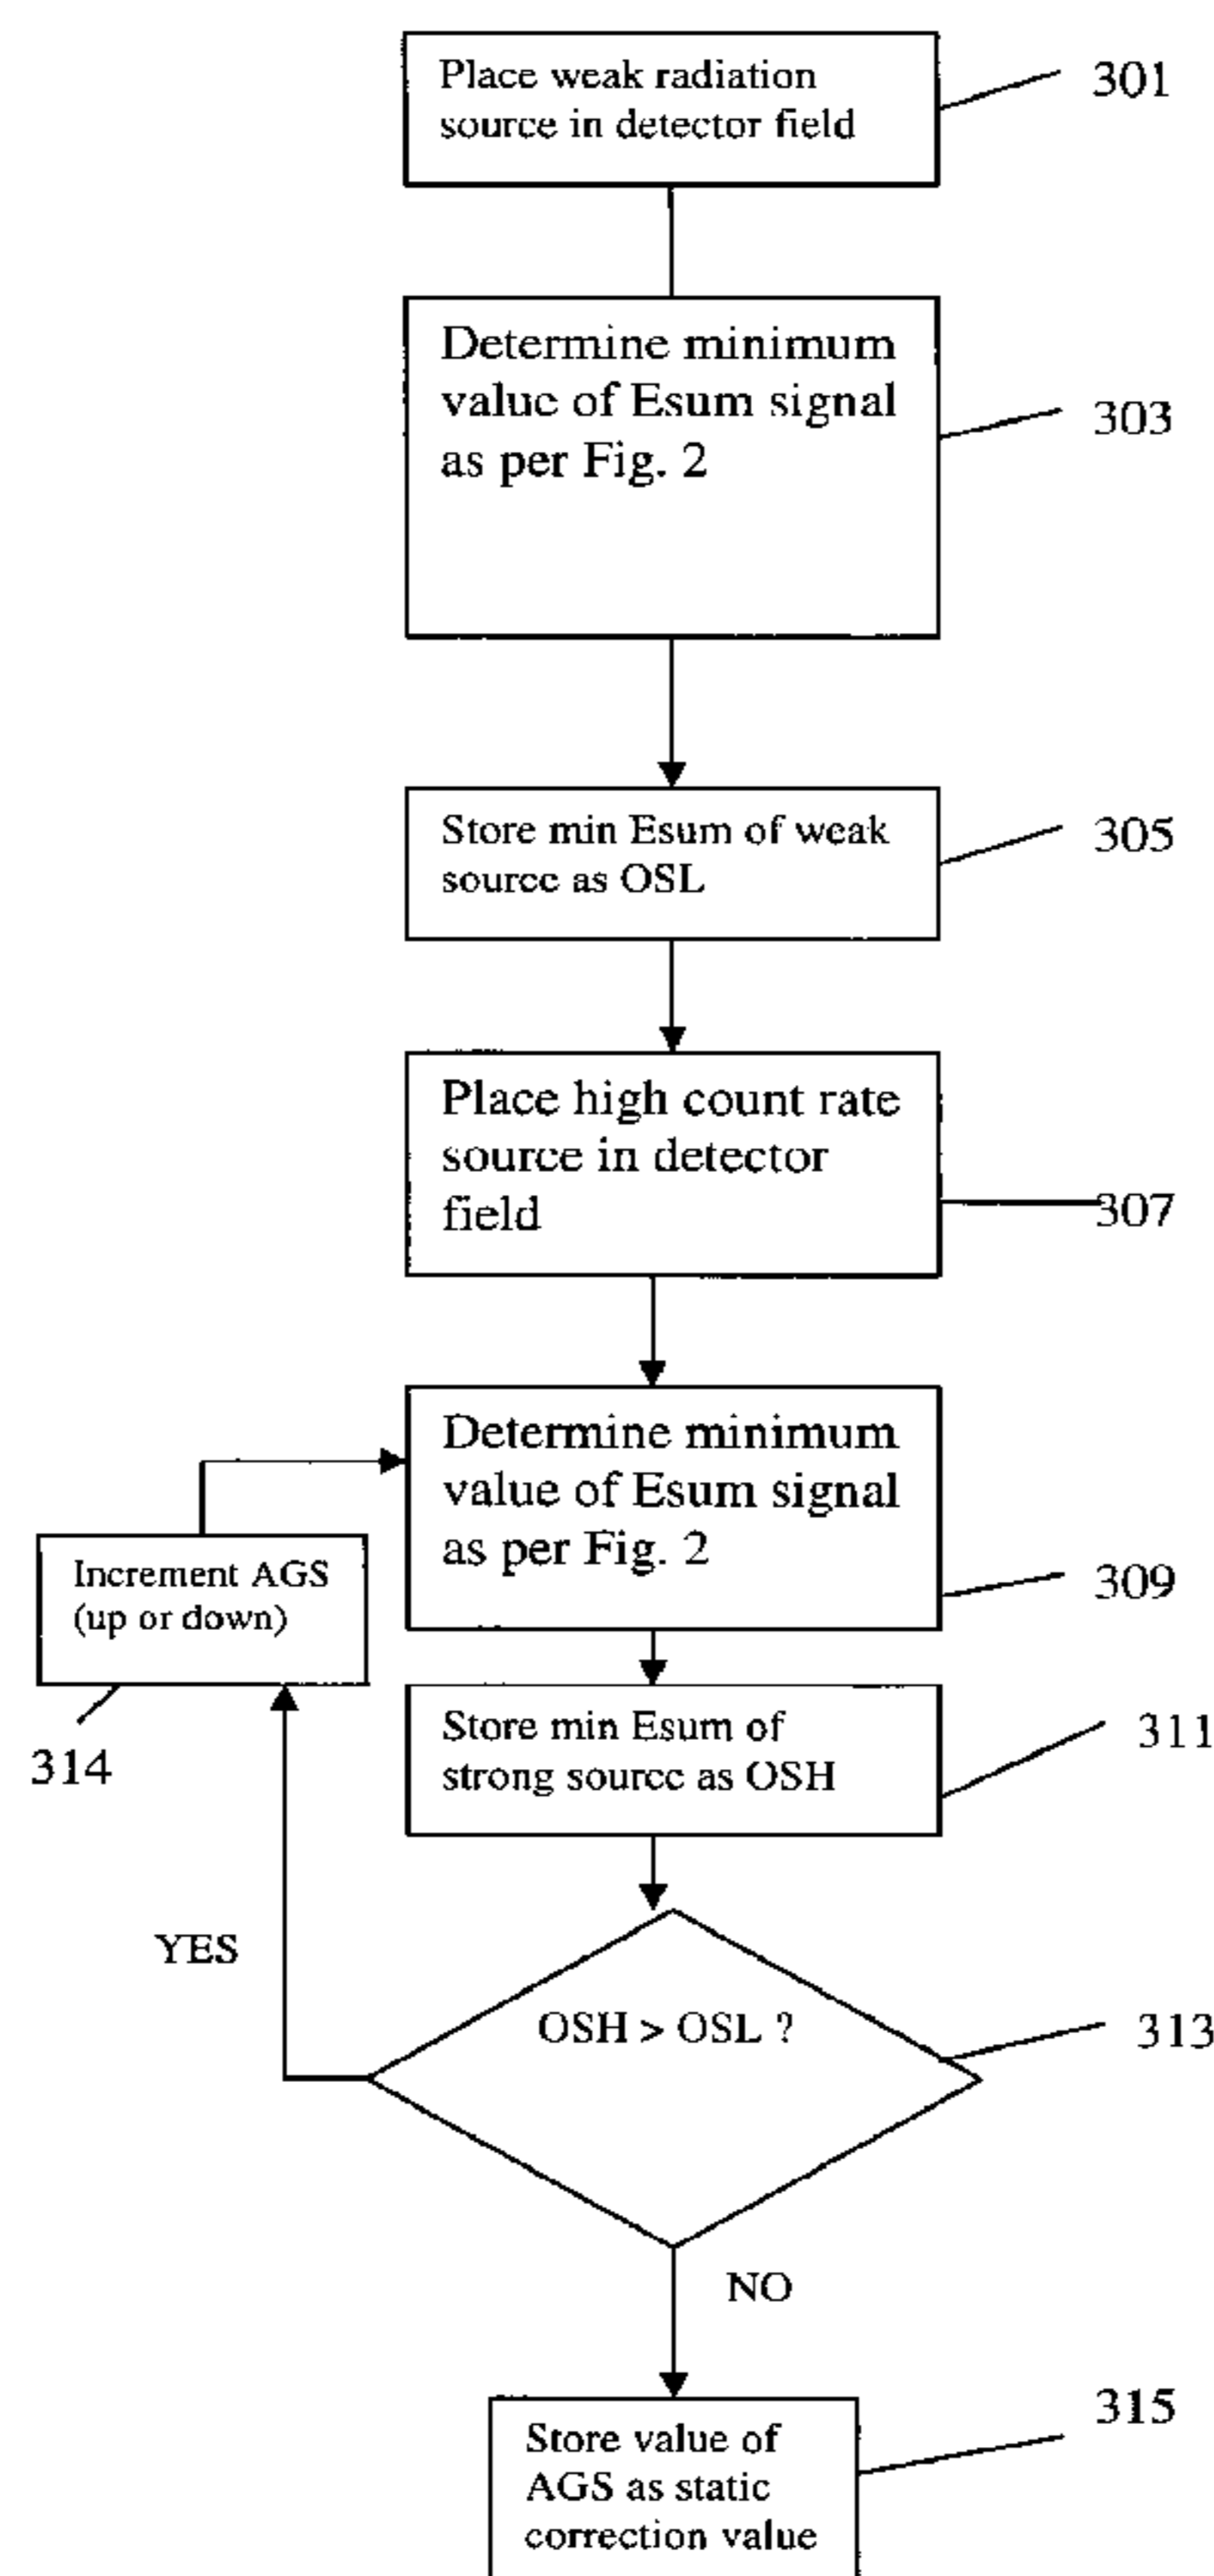 Place weak radiation
source in detector field
301
Determine minimum
value of Esum signal
as per Fig. 2
303
Store min Esum of weak
source as OSL
305
Place high count rate
source in detector
field
307
Determine minimum
value of Esum signal
as per Fig. 2
309
Increment AGS
(up or down)
314
Store min Esum of
strong source as OSH
311
YES
OSH > OSL ?
313
NO
Store value of
AGS as static
correction value
315